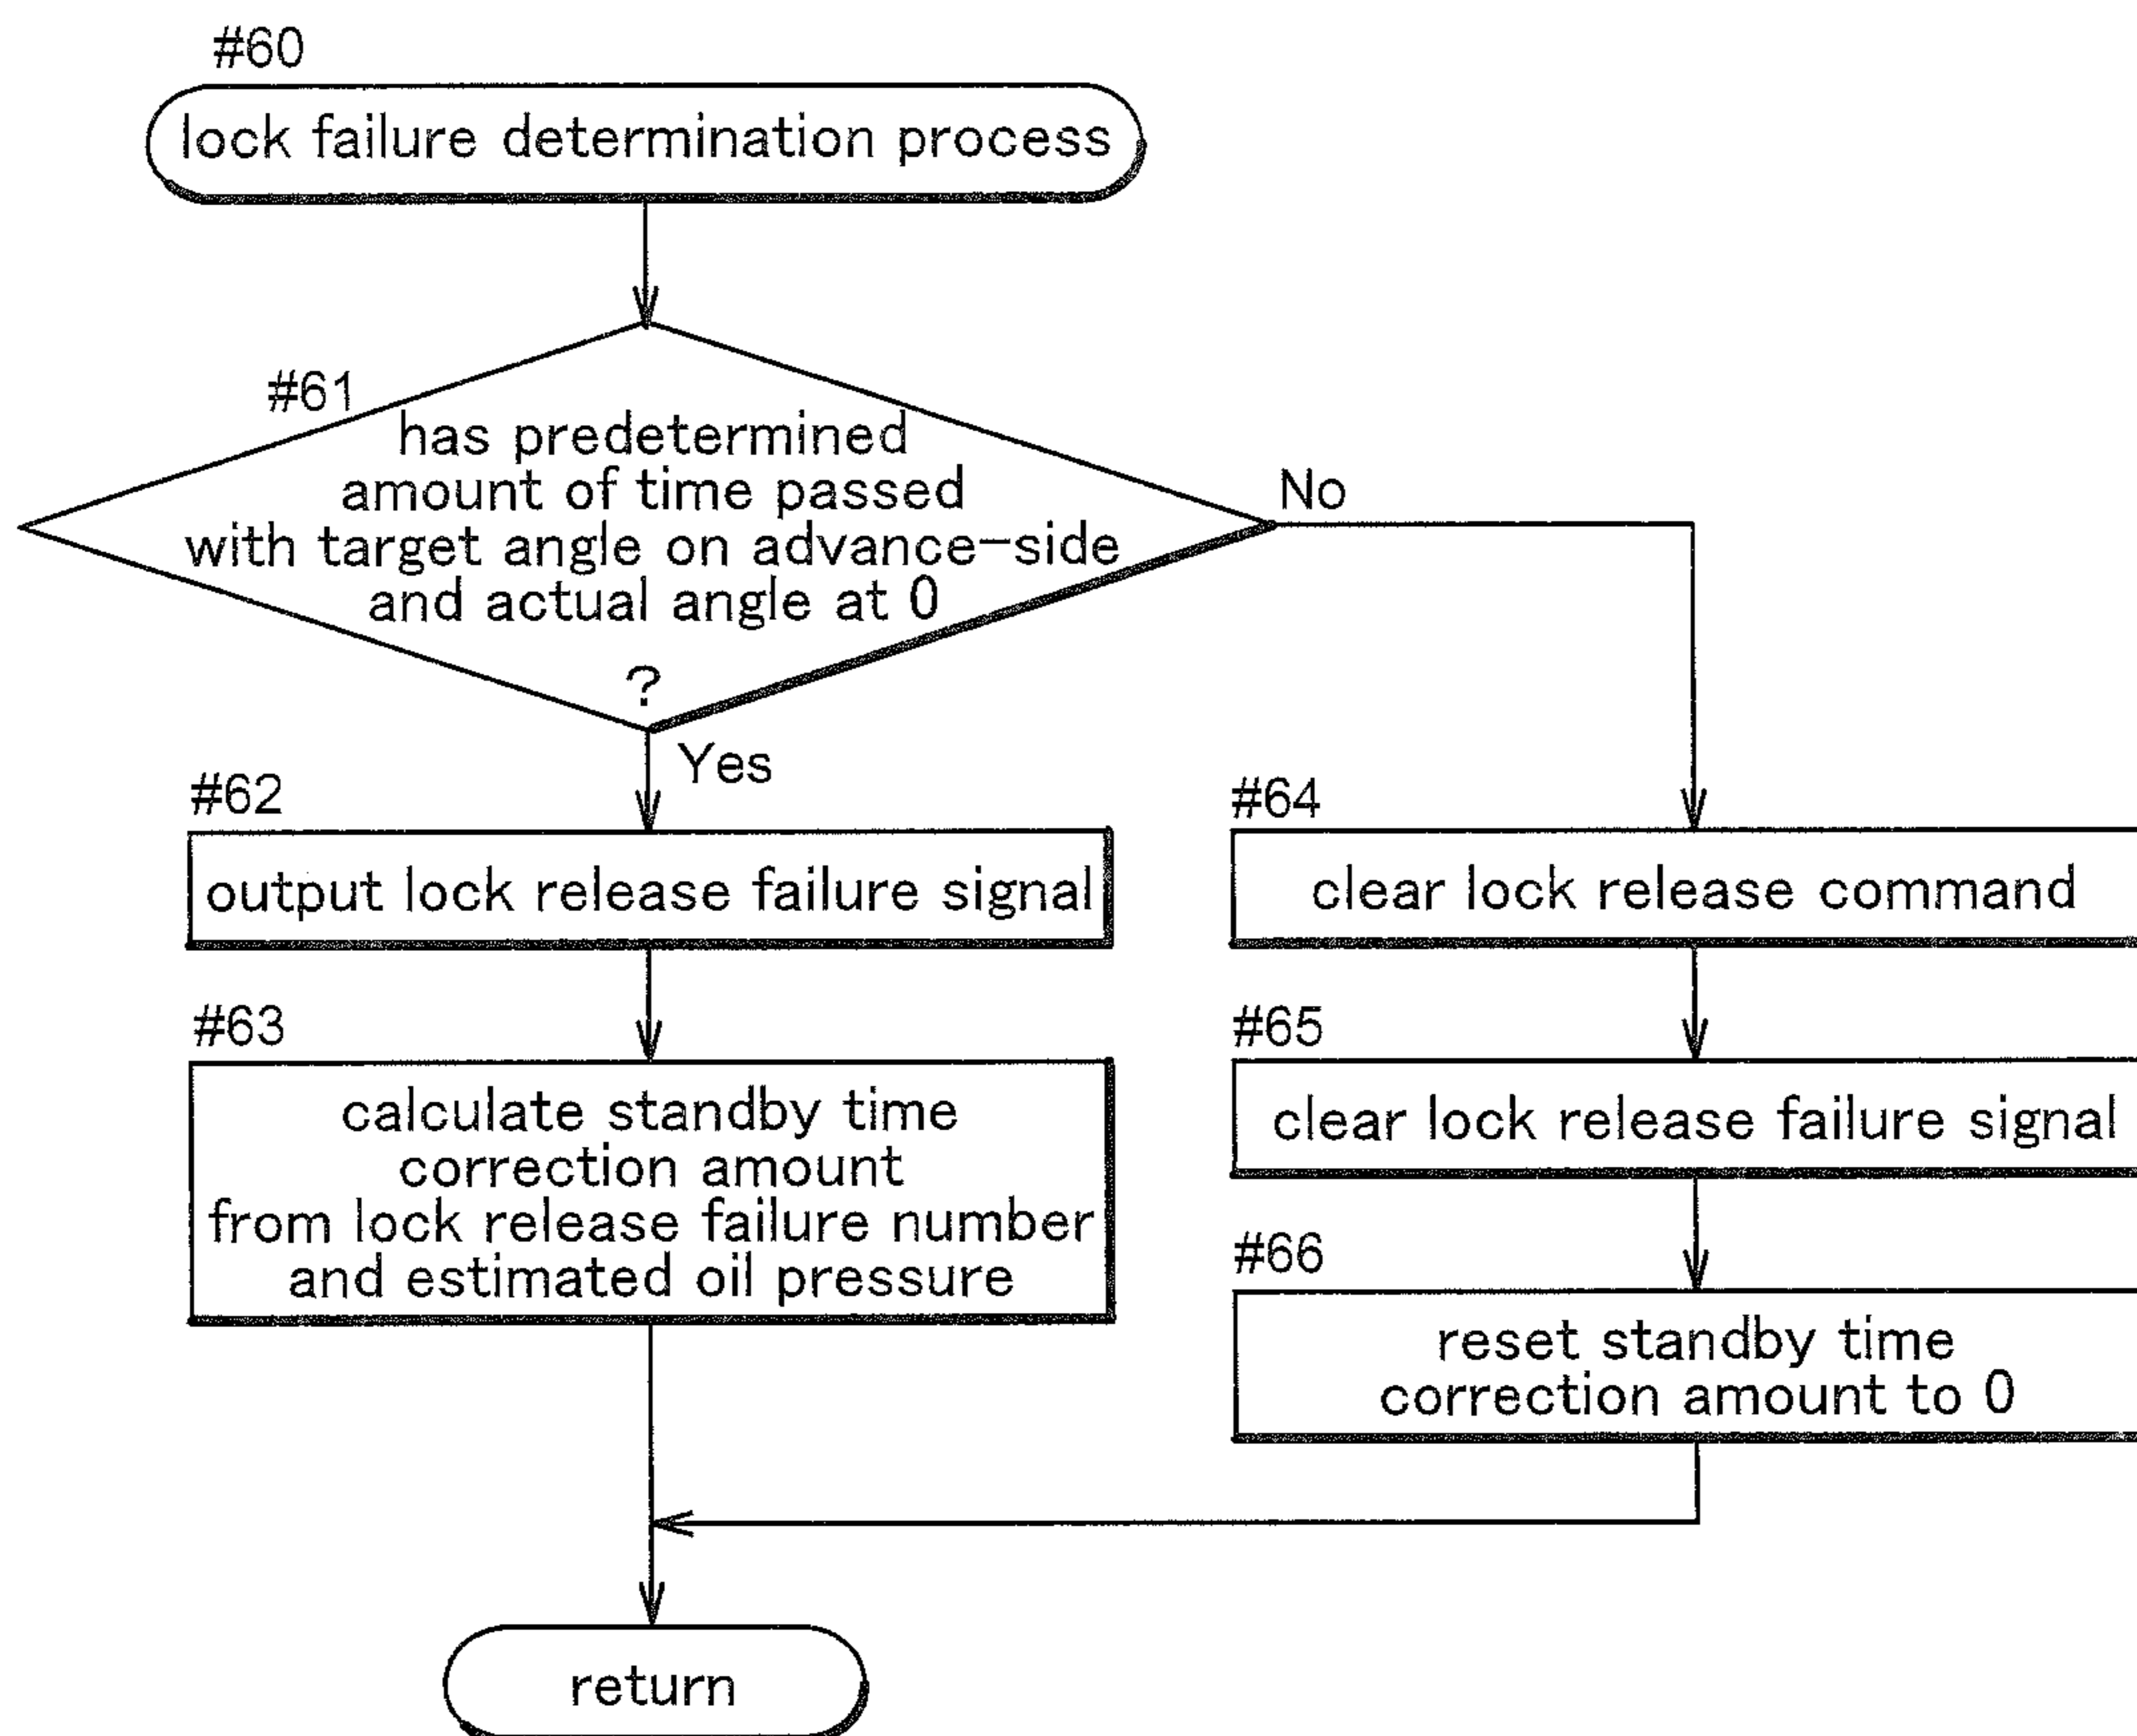 #60
lock failure determination process
#61
has predetermined
amount of time passed
with target angle on advance-side
and actual angle at 0
?
No
Yes
#62
output lock release failure signal
#63
calculate standby time
correction amount
from lock release failure number
and estimated oil pressure
#64
clear lock release command
#65
clear lock release failure signal
#66
reset standby time
correction amount to 0
return